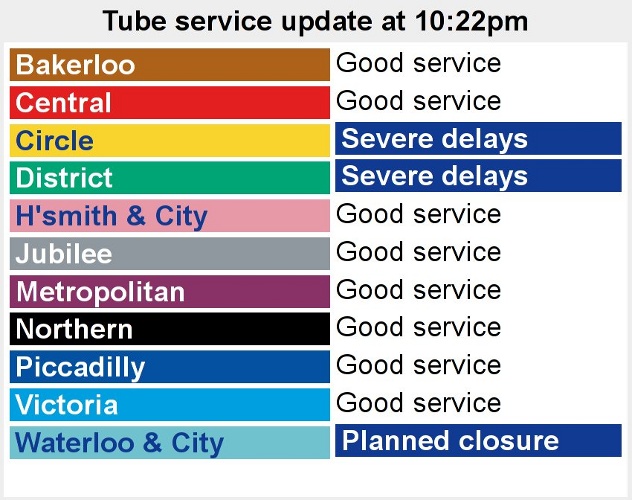 Tube service update at 10:22pm
Bakerloo Good service
Central Good service
Circle Severe delays
District Severe delays
H'smith & City Good service
Jubilee Good service
Metropolitan Good service
Northern Good service
Piccadilly Good service
Victoria Good service
Waterloo & City Planned closure